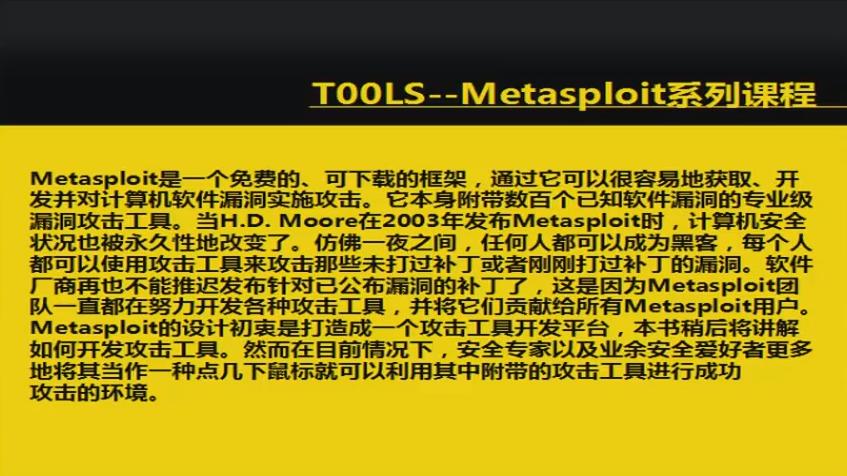 T00LS--Metasploit系列课程
Metasploit是一个免费的、可下载的框架，通过它可以很容易地获取、开
发并对计算机软件漏洞实施攻击。它本身附带数百个已知软件漏洞的专业级
漏洞攻击工具。当H.D. Moore在2003年发布Metasploit时，计算机安全
状况也被永久性地改变了。仿佛一夜之间，任何人都可以成为黑客，每个人
都可以使用攻击工具来攻击那些未打过补丁或者刚刚打过补丁的漏洞。软件
厂商再也不能推迟发布针对已公布漏洞的补丁了，这是因为Metasploit团
队一直都在努力开发各种攻击工具，并将它们贡献给所有Metasploit用户。
Metasploit的设计初衷是打造成一个攻击工具开发平台，本书稍后将讲解
如何开发攻击工具。然而在目前情况下，安全专家以及业余安全爱好者更多
地将其当作一种点几下鼠标就可以利用其中附带的攻击工具进行成功
攻击的环境。